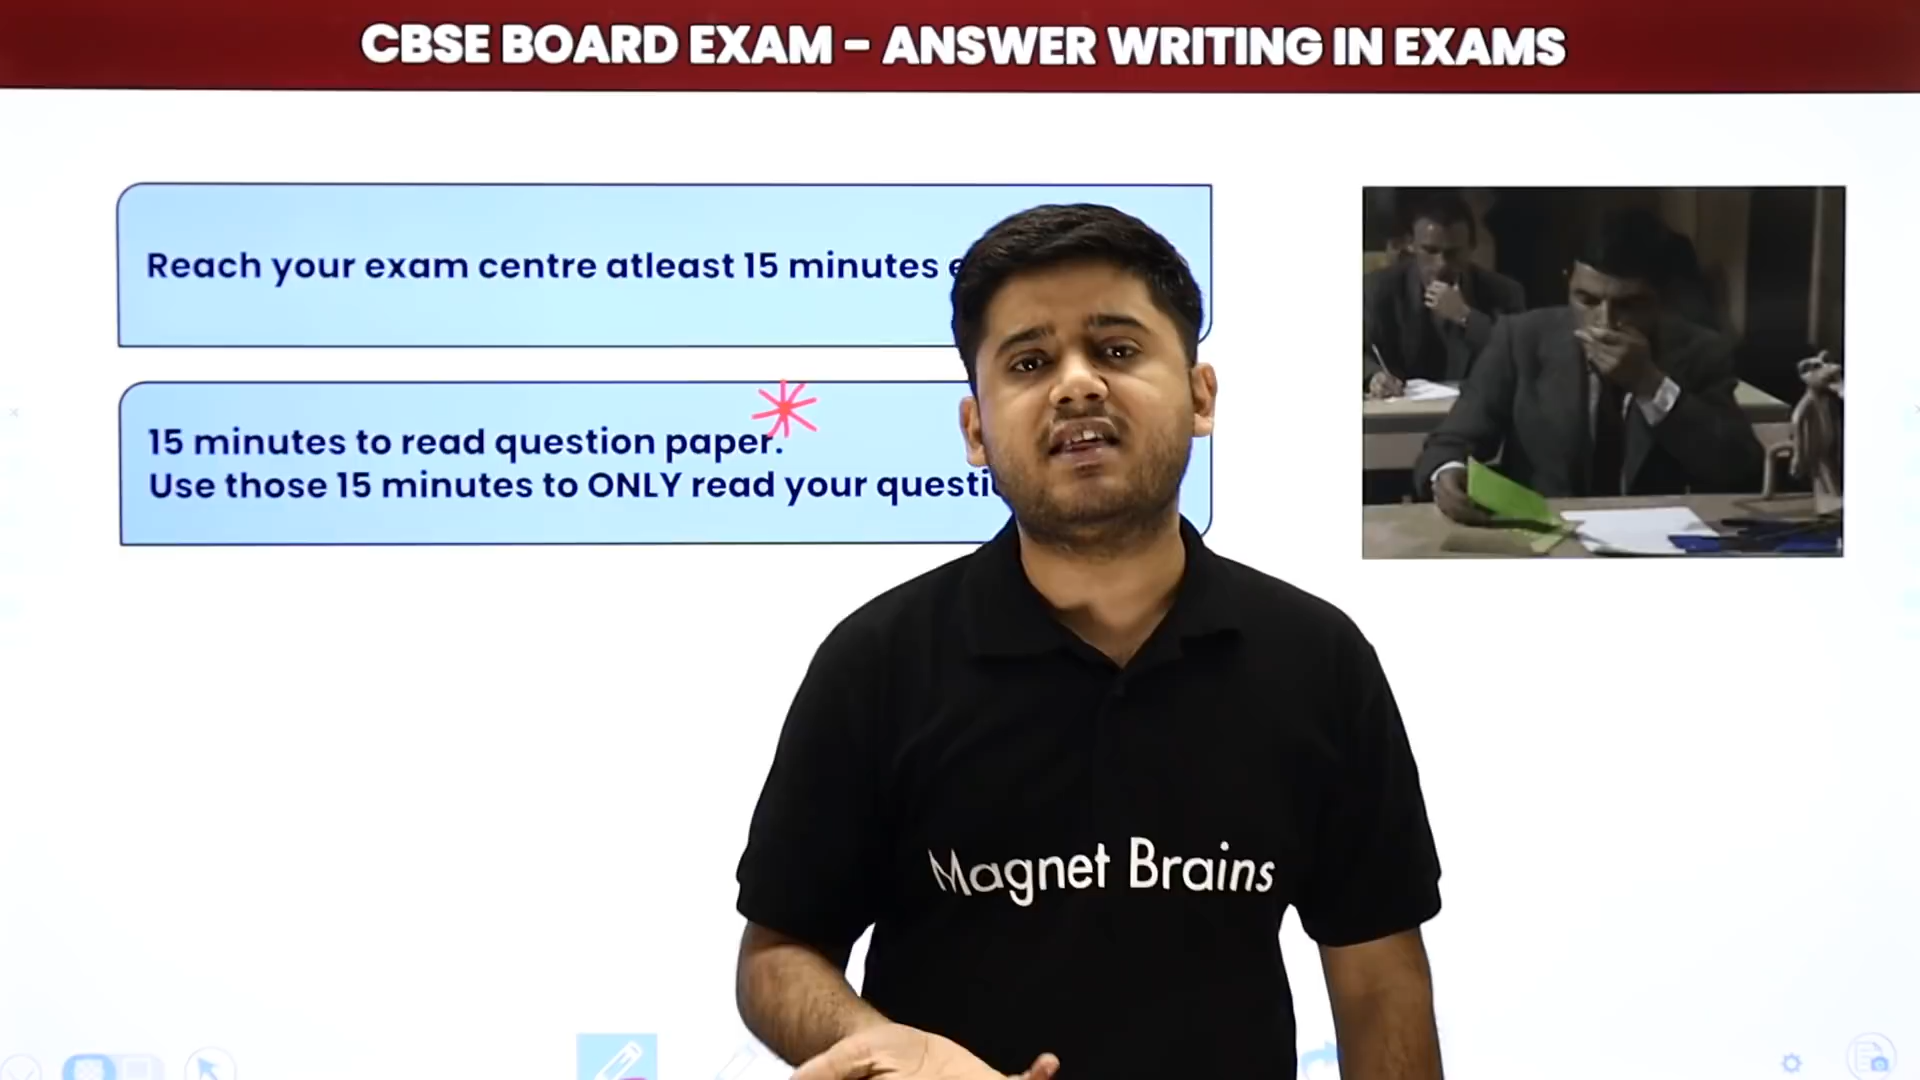 CBSE BOARD EXAM - ANSWER WRITING IN EXAMS
Reach your exam centre atleast 15 minutes
15 minutes to read question paper.
Use those 15 minutes to ONLY read your
Magnet Brains